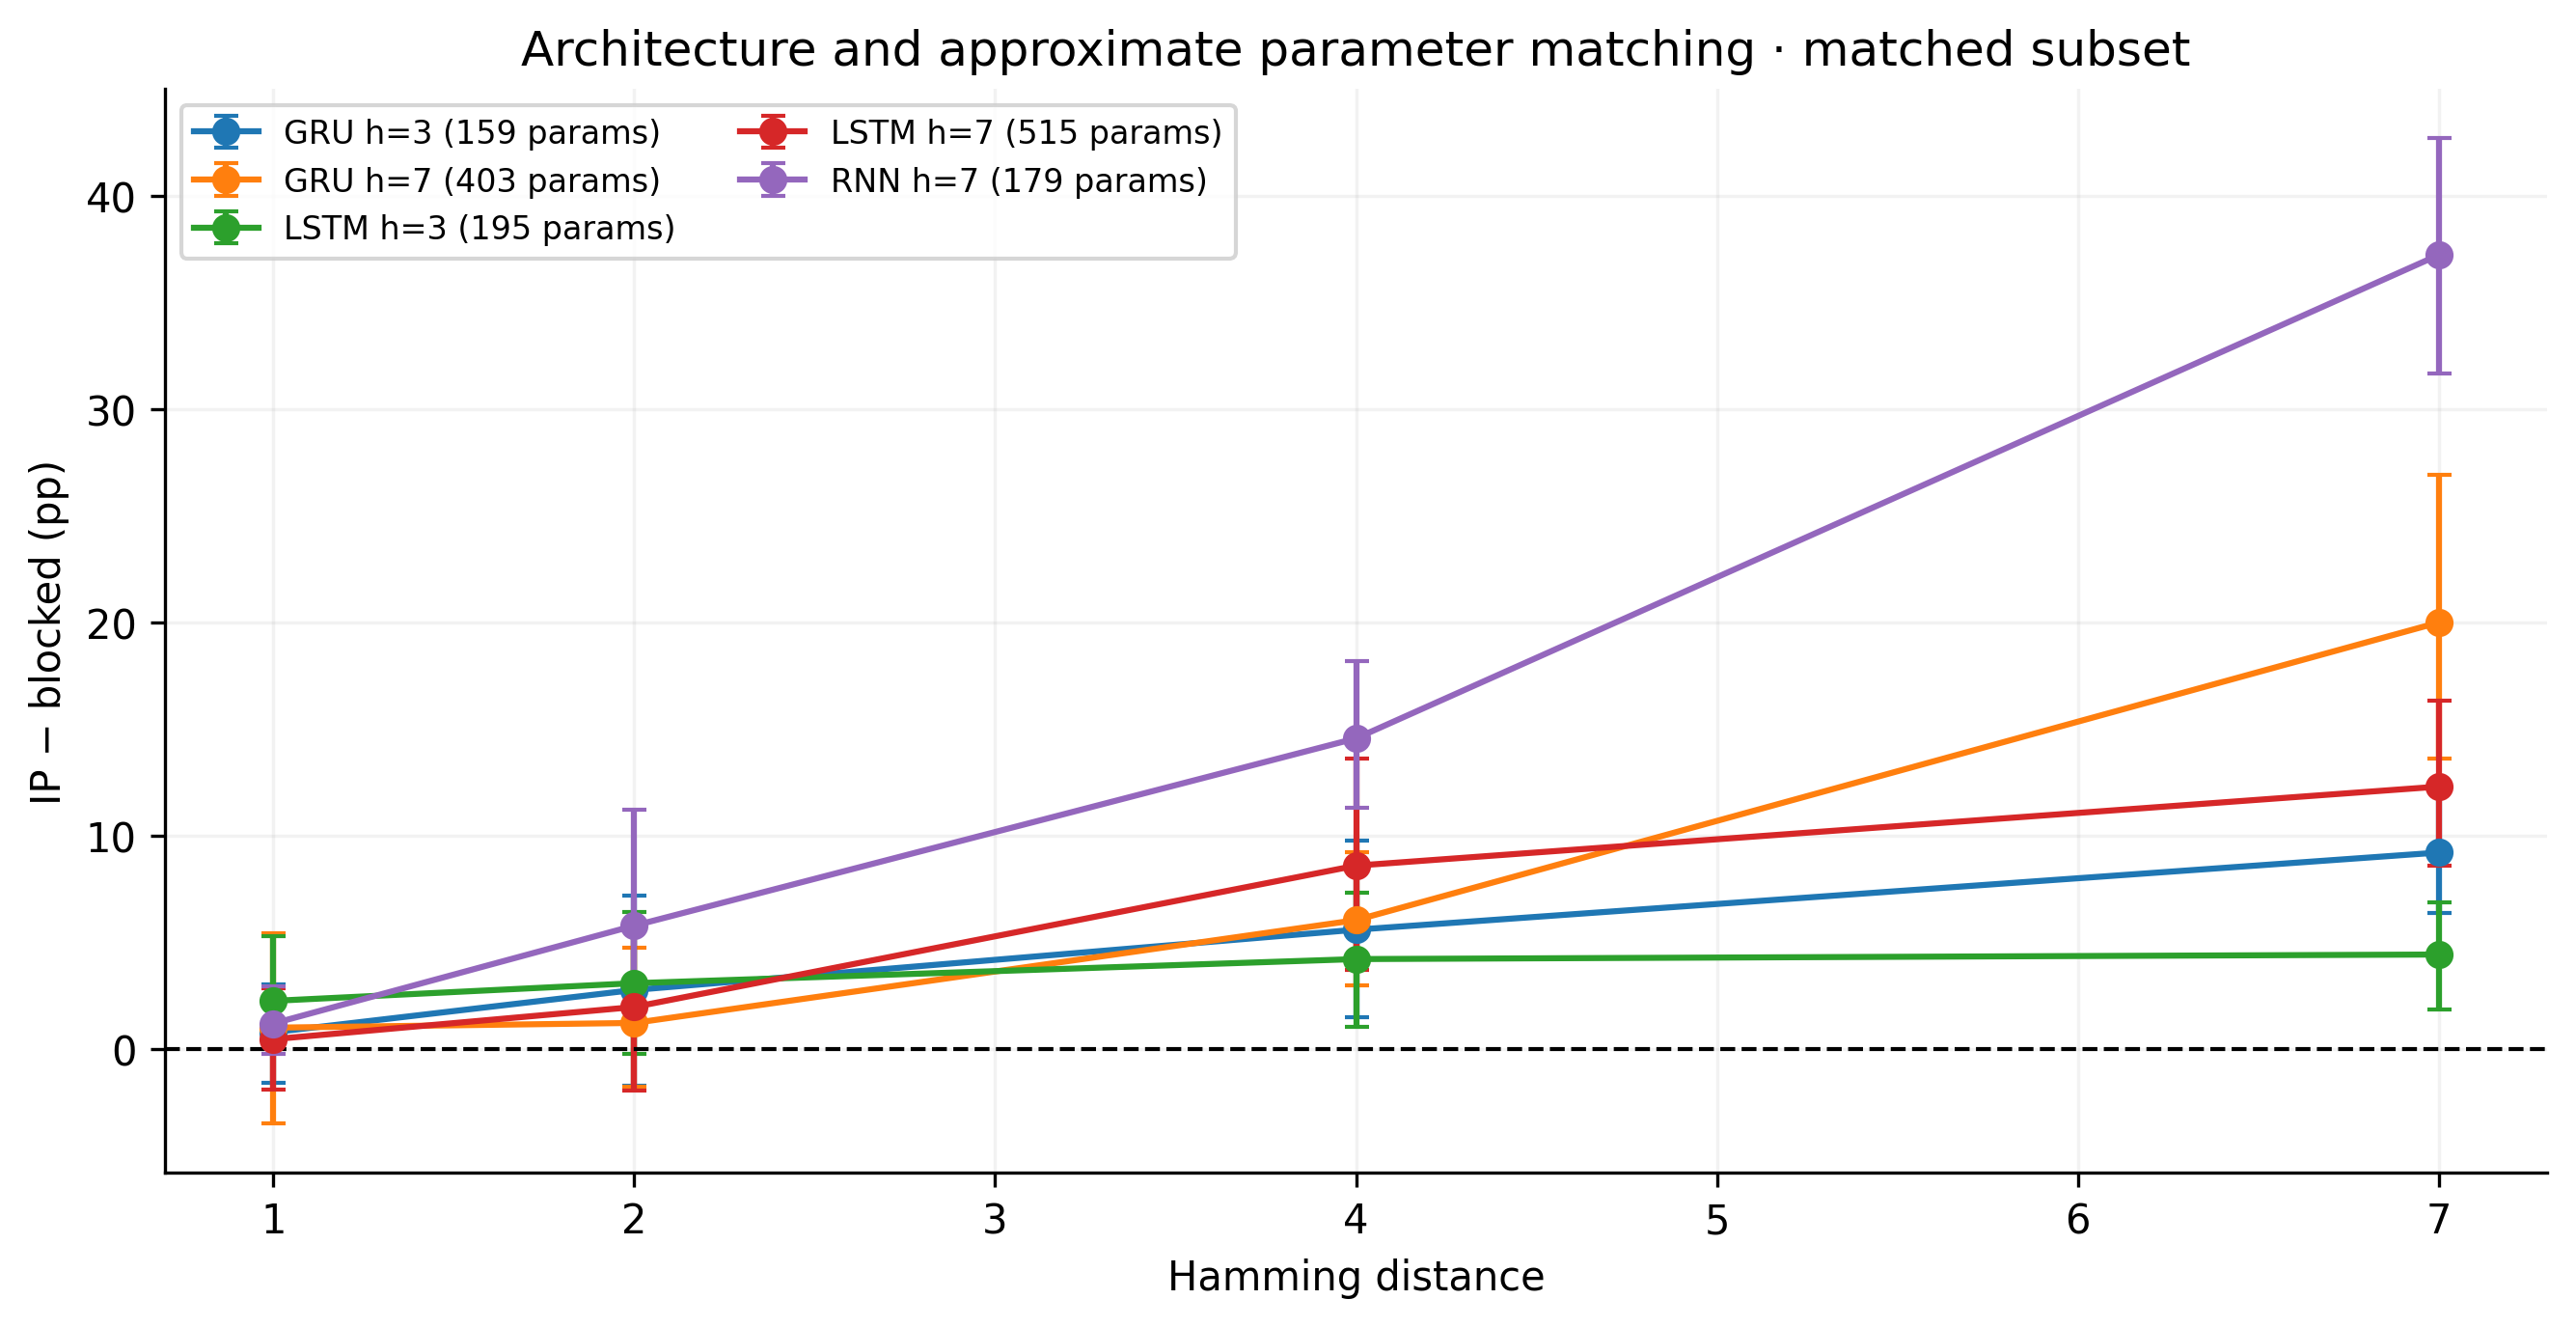 Architecture and approximate parameter matching · matched subset
GRU h=3 (159 params)
GRU h=7 (403 params)
LSTM h=3 (195 params)
LSTM h=7 (515 params)
RNN h=7 (179 params)
IP − blocked (pp)
40
30
20
10
0
1 2 3 4 5 6 7
Hamming distance